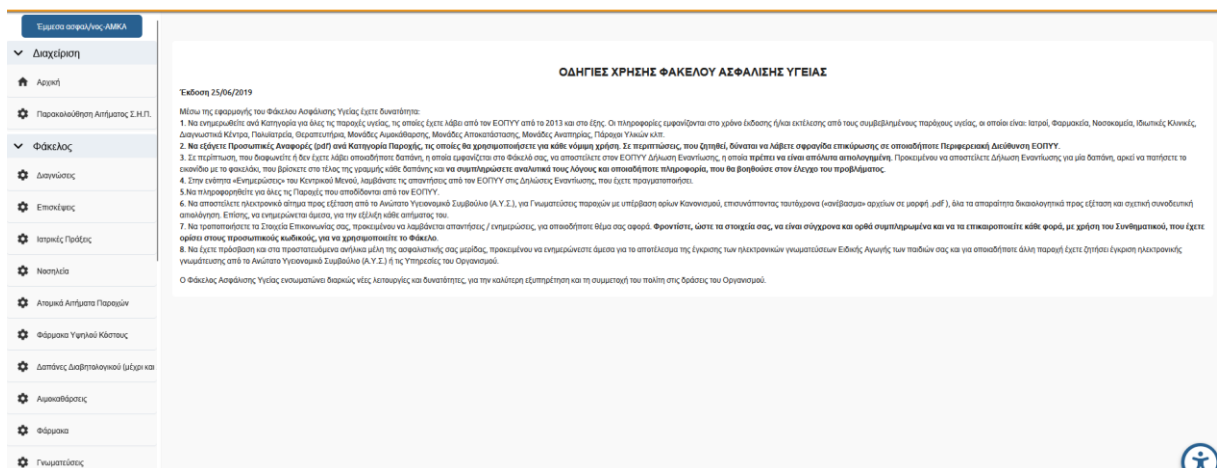 Έμμεσα ασφαλ/νος-ΑΜΚΑ
Διαχείριση
Αρχική
Παρακολούθηση Αιτήματος Σ.Η.Π.
Φάκελος
Διαγνώσεις
Επισκέψεις
Ιατρικές Πράξεις
Νοσηλεία
Ατομικά Αιτήματα Παροχών
Φάρμακα Υψηλού Κόστους
Δαπάνες Διαβητολογικού (μέχρι και
Αιμοκαθάρσεις
Φάρμακα
Γνωματεύσεις
ΟΔΗΓΙΕΣ ΧΡΗΣΗΣ ΦΑΚΕΛΟΥ ΑΣΦΑΛΙΣΗΣ ΥΓΕΙΑΣ
Έκδοση 25/06/2019
Μέσω της εφαρμογής του Φάκελου Ασφάλισης Υγείας έχετε δυνατότητα:
1. Να ενημερωθείτε ανά Κατηγορία για όλες τις παροχές υγείας, τις οποίες έχετε λάβει από τον ΕΟΠΥΥ από το 2013 και στο έξης. Οι πληροφορίες εμφανίζονται στο χρόνο έκδοσης ή/και εκτέλεσης από τους συμβεβλημένους παρόχους υγείας, οι οποίοι είναι: Ιατροί, Φαρμακεία, Νοσοκομεία, Ιδιωτικές Κλινικές,
Διαγνωστικά Κέντρα, Πολυϊατρεία, Θεραπευτήρια, Μονάδες Αιμοκάθαρσης, Μονάδες Αποκατάστασης, Μονάδες Αναπηρίας, Πάροχοι Υλικών κλπ.
2. Να εξάγετε Προσωπικές Αναφορές (pdf) ανά Κατηγορία Παροχής, τις οποίες θα χρησιμοποιήσετε για κάθε νόμιμη χρήση. Σε περιπτώσεις, που ζητηθεί, δύναται να λάβετε σφραγίδα επικύρωσης σε οποιαδήποτε Περιφερειακή Διεύθυνση ΕΟΠΥΥ.
3. Σε περίπτωση, που διαφωνείτε ή δεν έχετε λάβει οποιαδήποτε δαπάνη, η οποία εμφανίζεται στο Φάκελό σας, να αποστείλετε στον ΕΟΠΥΥ Δήλωση Εναντίωσης, η οποία πρέπει να είναι απόλυτα αιτιολογημένη. Προκειμένου να αποστείλετε Δήλωση Εναντίωσης για μία δαπάνη, αρκεί να πατήσετε το
εικονίδιο με το φακελάκι, που βρίσκετε στο τέλος της γραμμής κάθε δαπάνης και να συμπληρώσετε αναλυτικά τους λόγους και οποιαδήποτε πληροφορία, που θα βοηθούσε στον έλεγχο του προβλήματος.
4. Στην ενότητα «Ενημερώσεις» του Κεντρικού Μενού, λαμβάνατε τις απαντήσεις από τον ΕΟΠΥΥ στις Δηλώσεις Εναντίωσης, που έχετε πραγματοποιήσει.
5.Να πληροφορηθείτε για όλες τις Παροχές που αποδίδονται από τον ΕΟΠΥΥ.
6. Να αποστείλετε ηλεκτρονικό αίτημα προς εξέταση από το Ανώτατο Υγειονομικό Συμβούλιο (Α.Υ.Σ.), για Γνωματεύσεις παροχών με υπέρβαση ορίων Κανονισμού, επισυνάπτοντας ταυτόχρονα («ανέβασμα» αρχείων σε μορφή .pdf ), όλα τα απαραίτητα δικαιολογητικά προς εξέταση και σχετική συνοδευτική
απιολόγηση. Επίσης, να ενημερώνεται άμεσα, για την εξέλιξη κάθε αιτήματος του.
7. Να τροποποιήσετε τα Στοιχεία Επικοινωνίας σας, προκειμένου να λαμβάνεται απαντήσεις / ενημερώσεις, για οποιαδήποτε θέμα σας αφορά. Φροντίστε, ώστε τα στοιχεία σας, να είναι σύγχρονα και ορθά συμπληρωμένα και να τα επικαιροποιείτε κάθε φορά, με χρήση του Συνθηματικού, που έχετε
ορίσει στους προσωπικούς κωδικούς, για να χρησιμοποιείτε το Φάκελο.
8. Να έχετε πρόσβαση και στα προστατευόμενα ανήλικα μέλη της ασφαλιστικής σας μερίδας, προκειμένου να ενημερώνεστε άμεσα για το αποτέλεσμα της έγκρισης των ηλεκτρονικών γνωματεύσεων Ειδικής Αγωγής των παιδιών σας και για οποιαδήποτε άλλη παροχή έχετε ζητήσει έγκριση ηλεκτρονικής
γνωμάτευσης από το Ανώτατο Υγειονομικό Συμβούλιο (Α.Υ.Σ.) ή τις Υπηρεσίες του Οργανισμού.
Ο Φάκελος Ασφάλισης Υγείας ενσωματώνει διαρκώς νέες λειτουργίες και δυνατότητες, για την καλύτερη εξυπηρέτηση και τη συμμετοχή του πολίτη στις δράσεις του Οργανισμού.